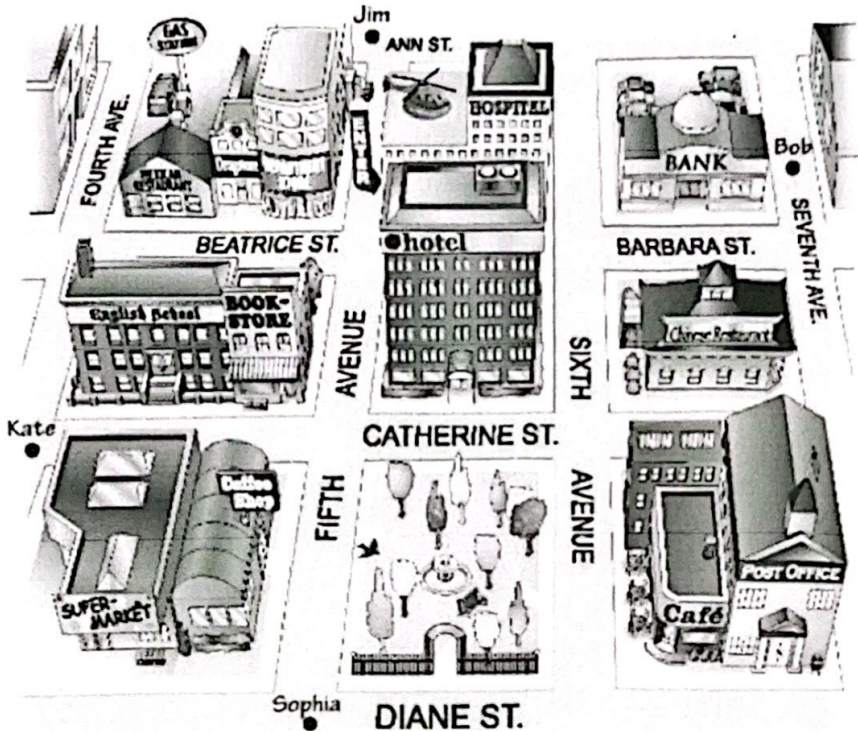 Jim
GAS
STATION
ANN ST.
HOSPITAL
FOURTH AVE.
MEXICAN
RESTAURANT
BANK
Bob
BEATRICE ST.
hotel
BARBARA ST.
SEVENTH AVE.
English School
BOOK-
STORE
Chinese Restaurant
AVENUE
SIXTH
Kate
CATHERINE ST.
Coffee
Shop
FIFTH
AVENUE
POST OFFICE
SUPER-
MARKET
Café
Sophia
DIANE ST.